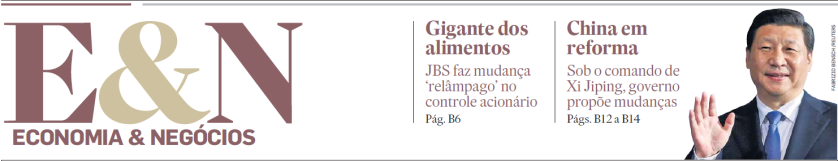 E&N
ECONOMIA & NEGÓCIOS
Gigante dos
alimentos
JBS faz mudança
‘relâmpago’ no
controle acionário
Pág. B6
China em
reforma
Sob o comando de
Xi Jiping, governo
propõe mudanças
Págs. B12 a B14
FABRIZIO BENSCH /REUTERS